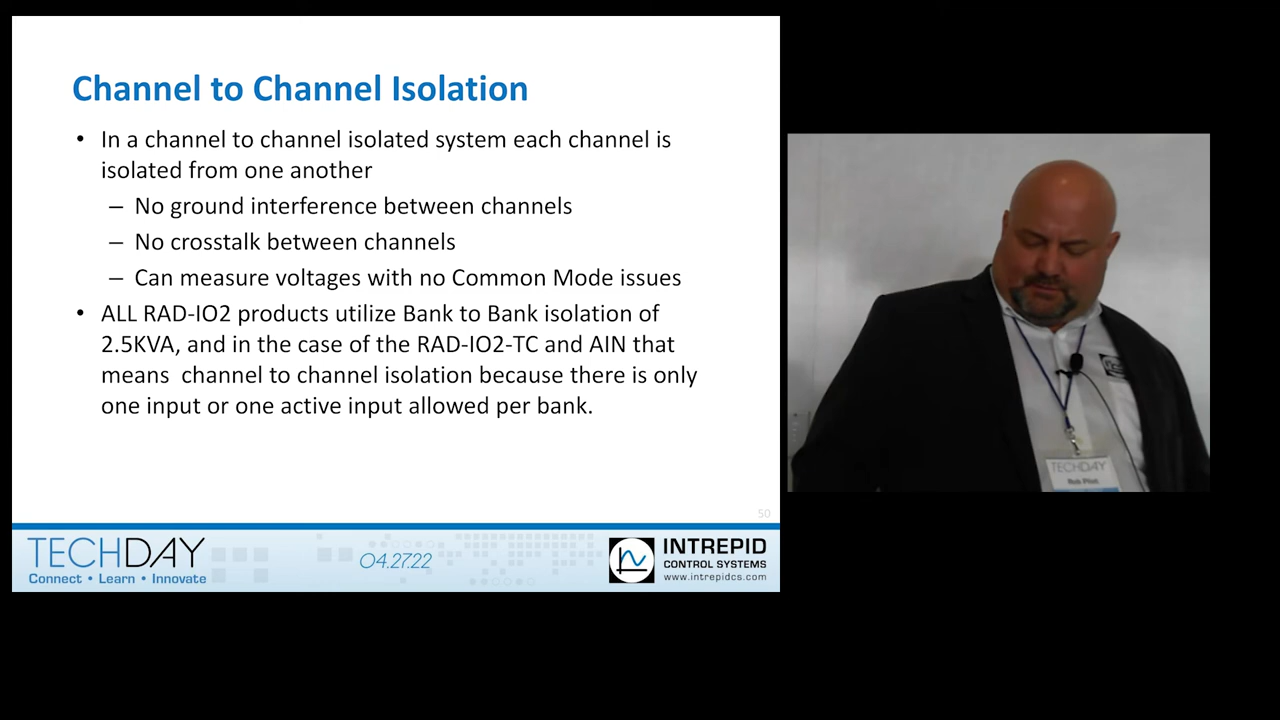 Channel to Channel Isolation
• In a channel to channel isolated system each channel is
isolated from one another
– No ground interference between channels
– No crosstalk between channels
– Can measure voltages with no Common Mode issues
• ALL RAD-IO2 products utilize Bank to Bank isolation of
2.5KVA, and in the case of the RAD-IO2-TC and AIN that
means channel to channel isolation because there is only
one input or one active input allowed per bank.
50
TECHDAY
Connect • Learn • Innovate
04.27.22
INTREPID
CONTROL SYSTEMS
www.intrepidcs.com
TECHDAY